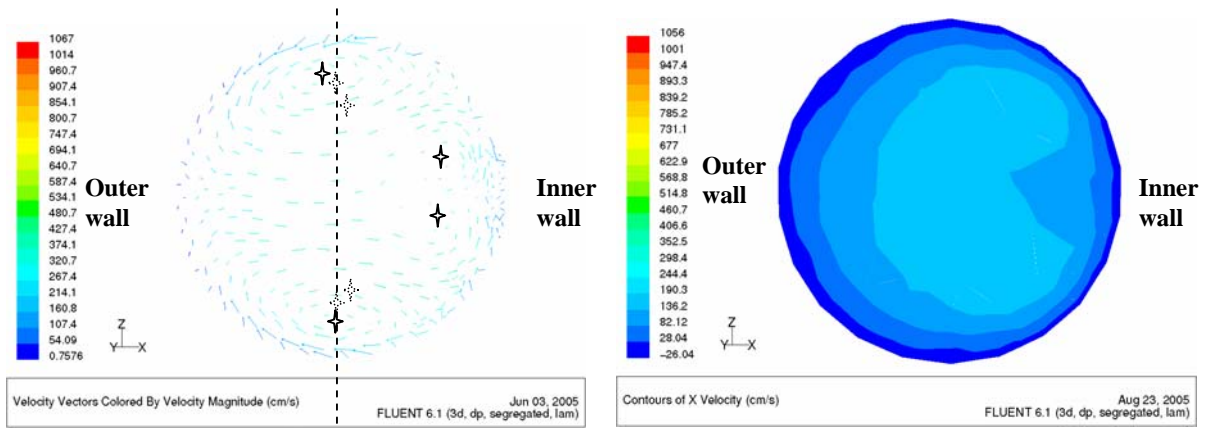 1067
1014
960.7
907.4
854.1
800.7
747.4
694.1
640.7
587.4
534.1
480.7
427.4
374.1
320.7
267.4
214.1
160.8
107.4
54.09
0.7576
Outer
wall
Inner
wall
Z
Y X
Velocity Vectors Colored By Velocity Magnitude (cm/s)
Jun 03, 2005
FLUENT 6.1 (3d, dp, segregated, lam)
1056
1001
947.4
893.3
839.2
785.2
731.1
677
622.9
568.8
514.8
460.7
406.6
352.5
298.4
244.4
190.3
136.2
82.12
28.04
−26.04
Outer
wall
Inner
wall
Z
Y X
Contours of X Velocity (cm/s)
Aug 23, 2005
FLUENT 6.1 (3d, dp, segregated, lam)